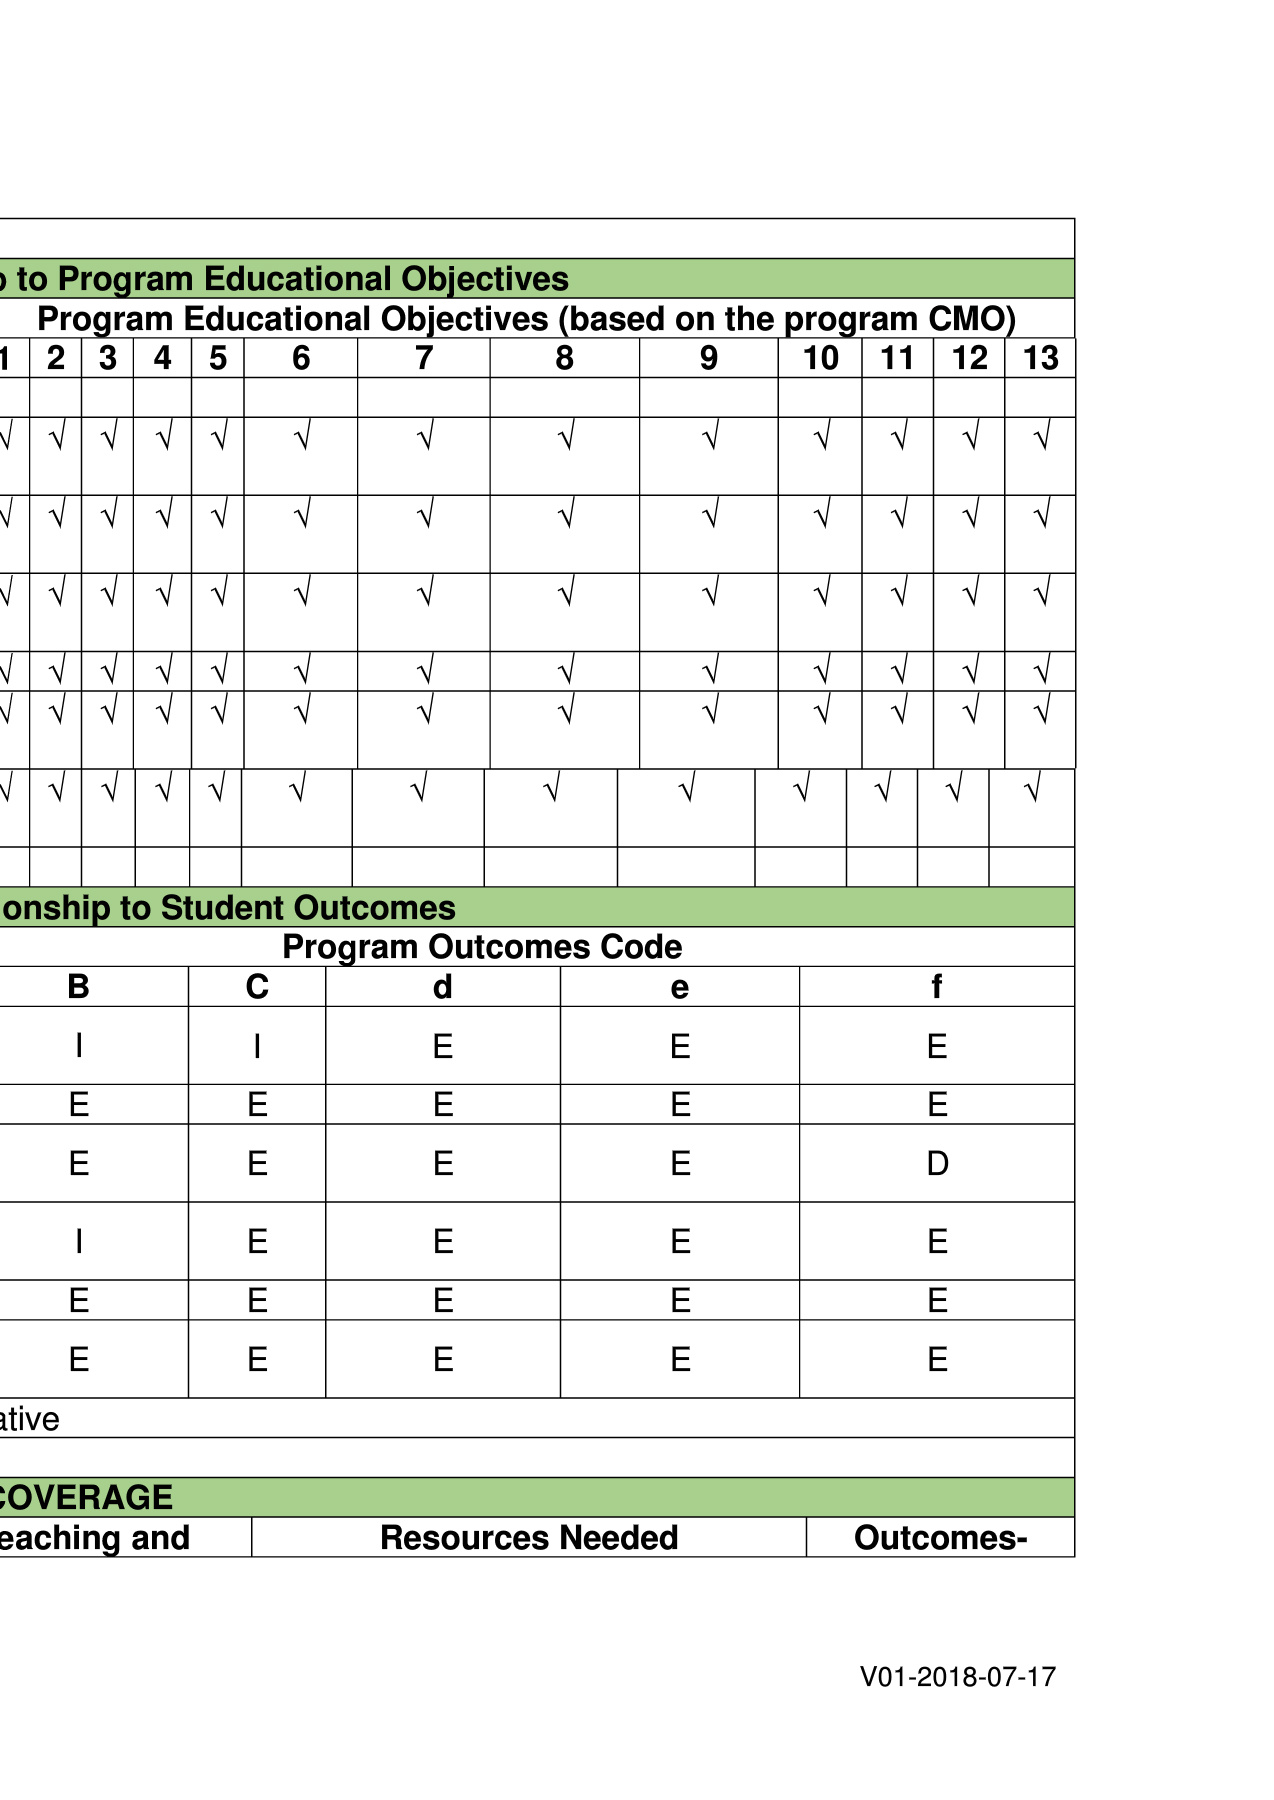 to Program Educational Objectives
Program Educational Objectives (based on the program CMO)
1 2 3 4 5 6 7 8 9 10 11 12 13
√ √ √ √ √ √ √ √ √ √ √ √ √
√ √ √ √ √ √ √ √ √ √ √ √ √
√ √ √ √ √ √ √ √ √ √ √ √ √
√ √ √ √ √ √ √ √ √ √ √ √ √
√ √ √ √ √ √ √ √ √ √ √ √ √
√ √ √ √ √ √ √ √ √ √ √ √ √
onship to Student Outcomes
Program Outcomes Code
B C d e f
I I E E E
E E E E E
E E E E D
I E E E E
E E E E E
E E E E E
ative
COVERAGE
eaching and Resources Needed Outcomes-
V01-2018-07-17